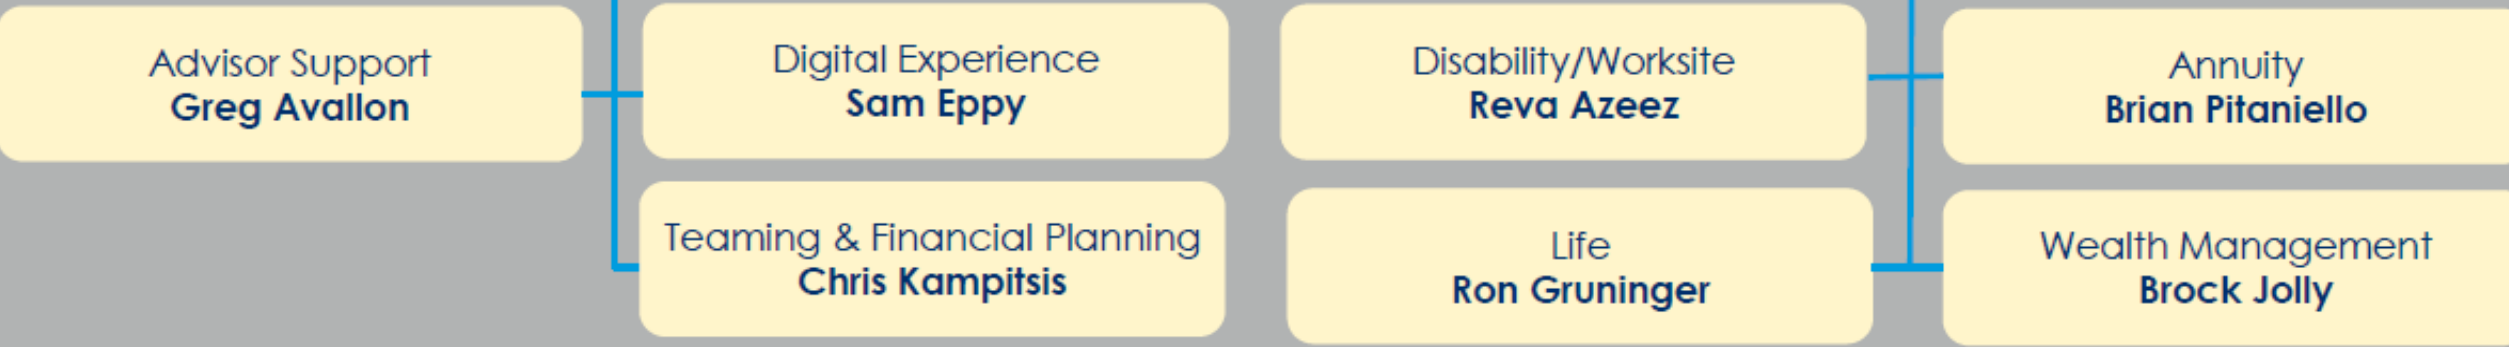 Advisor Support
Greg Avallon
Digital Experience
Sam Eppy
Disability/Worksite
Reva Azeez
Annuity
Brian Pitaniello
Teaming & Financial Planning
Chris Kampitsis
Life
Ron Gruninger
Wealth Management
Brock Jolly